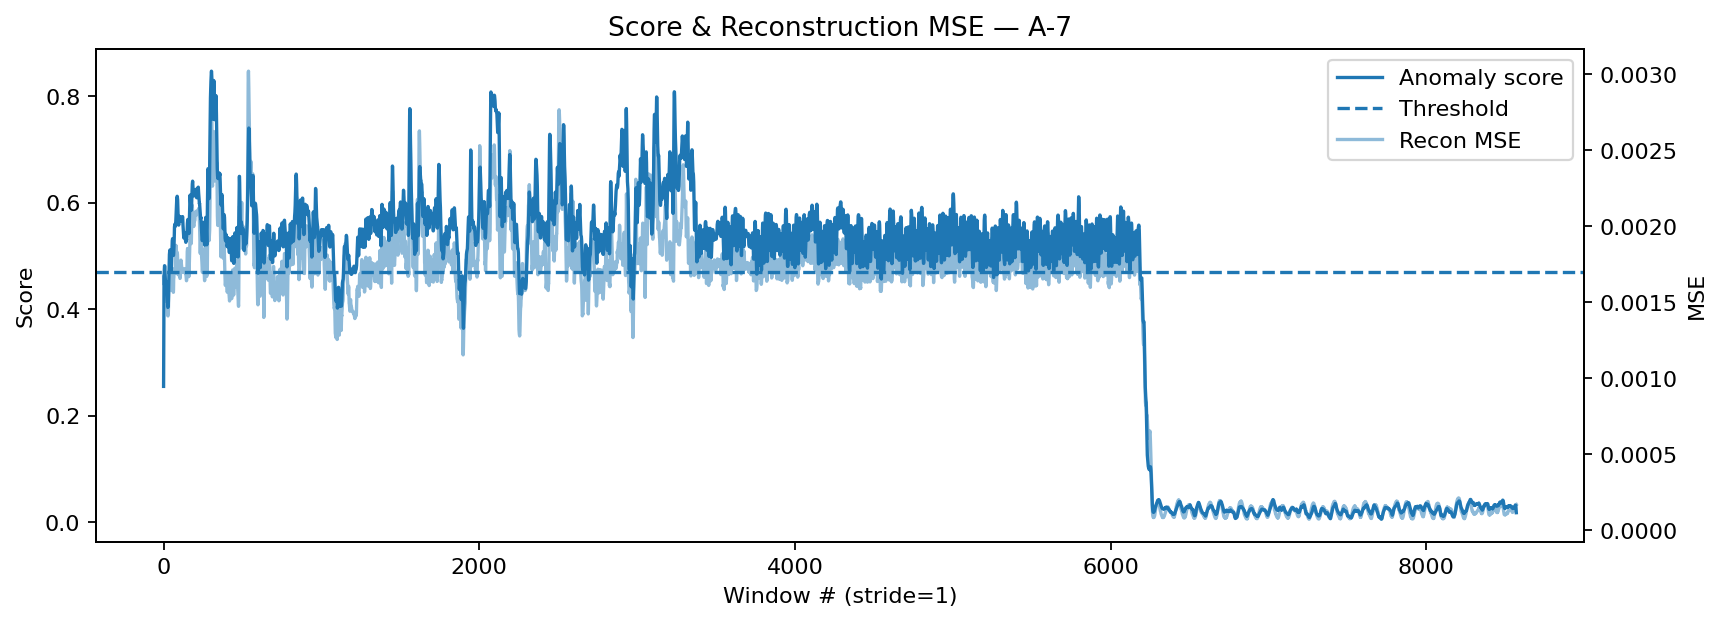 Score & Reconstruction MSE — A-7
Anomaly score
Threshold
Recon MSE
Score
0.8
0.6
0.4
0.2
0.0
MSE
0.0030
0.0025
0.0020
0.0015
0.0010
0.0005
0.0000
0 2000 4000 6000 8000
Window # (stride=1)